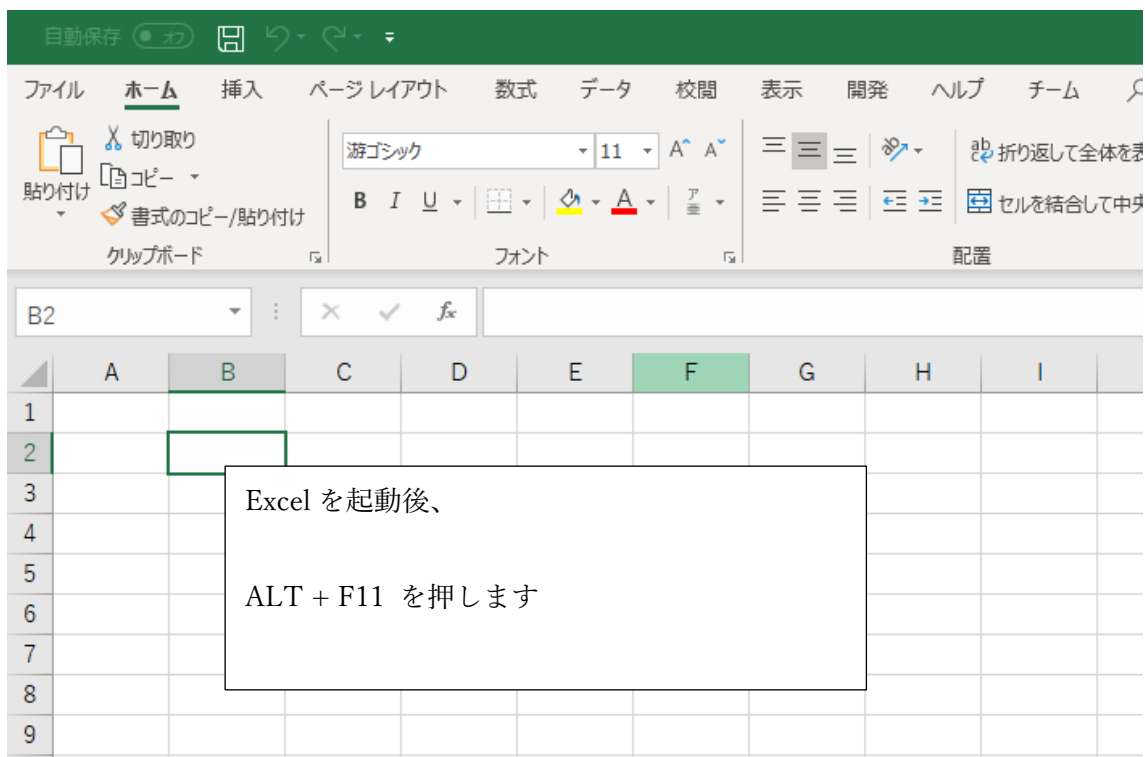 自動保存 オフ
ファイル ホーム 挿入 ページ レイアウト 数式 データ 校閲 表示 開発 ヘルプ チーム
貼り付け
切り取り
コピー
書式のコピー/貼り付け
クリップボード
游ゴシック 11 A A
B I U A ア 亜
フォント
ab 折り返して全体を表
セルを結合して中央
配置
B2 fx
A B C D E F G H I
1
2
3
4
5
6
7
8
9
Excel を起動後、
ALT + F11 を押します